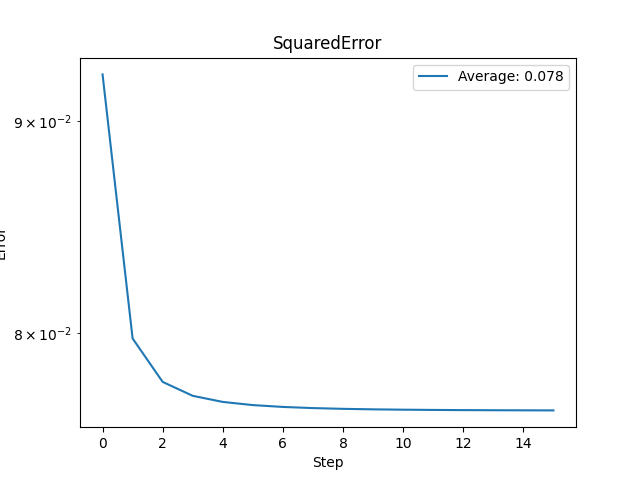 SquaredError
Average: 0.078
9 × 10⁻²
8 × 10⁻²
Error
0 2 4 6 8 10 12 14
Step